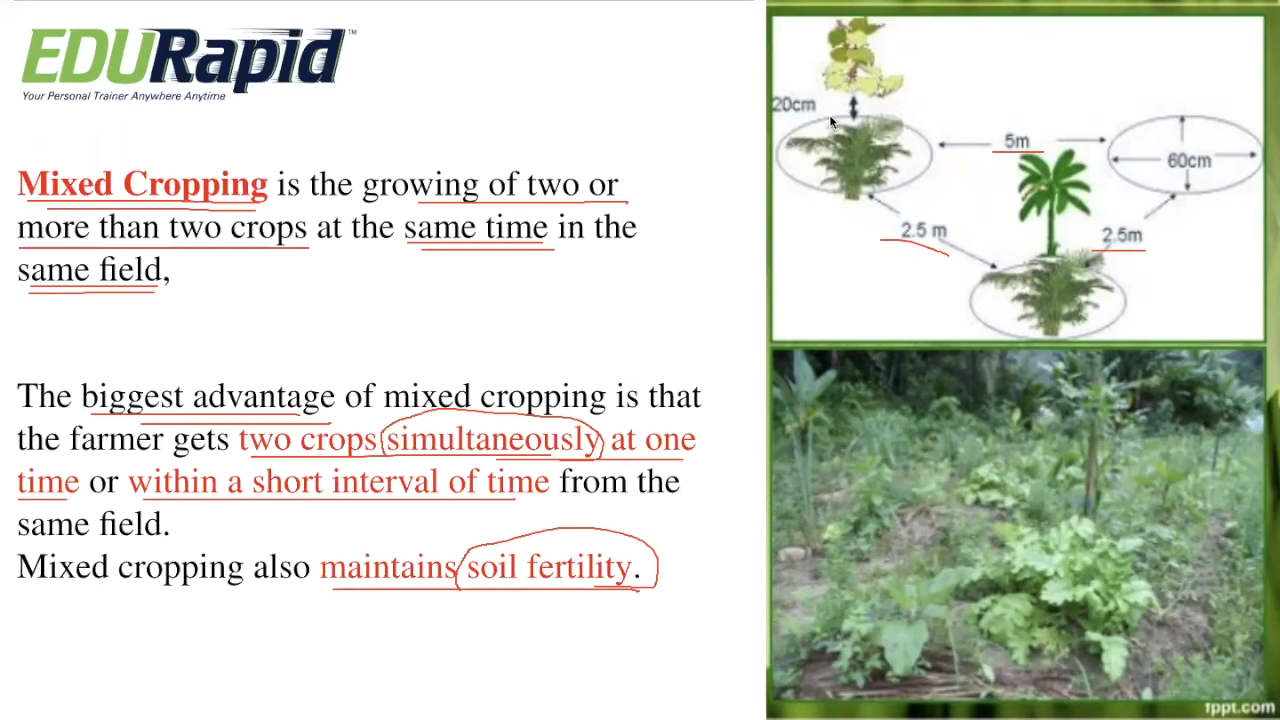 EDURapid™
Your Personal Trainer Anywhere Anytime
Mixed Cropping is the growing of two or
more than two crops at the same time in the
same field,
The biggest advantage of mixed cropping is that
the farmer gets two crops simultaneously at one
time or within a short interval of time from the
same field.
Mixed cropping also maintains soil fertility.
20cm
5m
60cm
2.5 m
2.5m
fppt.com